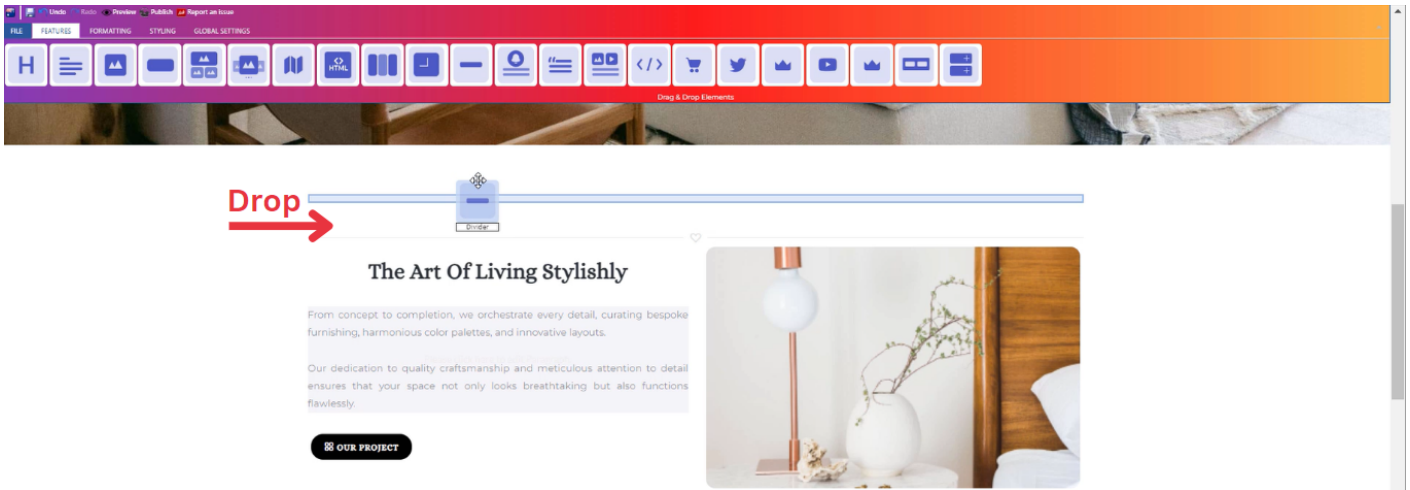 Undo Redo Preview Publish Report an Issue
FILE FEATURES FORMATTING STYLING GLOBAL SETTINGS
H HTML </>
Drag & Drop Elements
Drop
Divider
The Art Of Living Stylishly
From concept to completion, we orchestrate every detail, curating bespoke
furnishing, harmonious color palettes, and innovative layouts.
Our dedication to quality craftsmanship and meticulous attention to detail
ensures that your space not only looks breathtaking but also functions
flawlessly.
OUR PROJECT